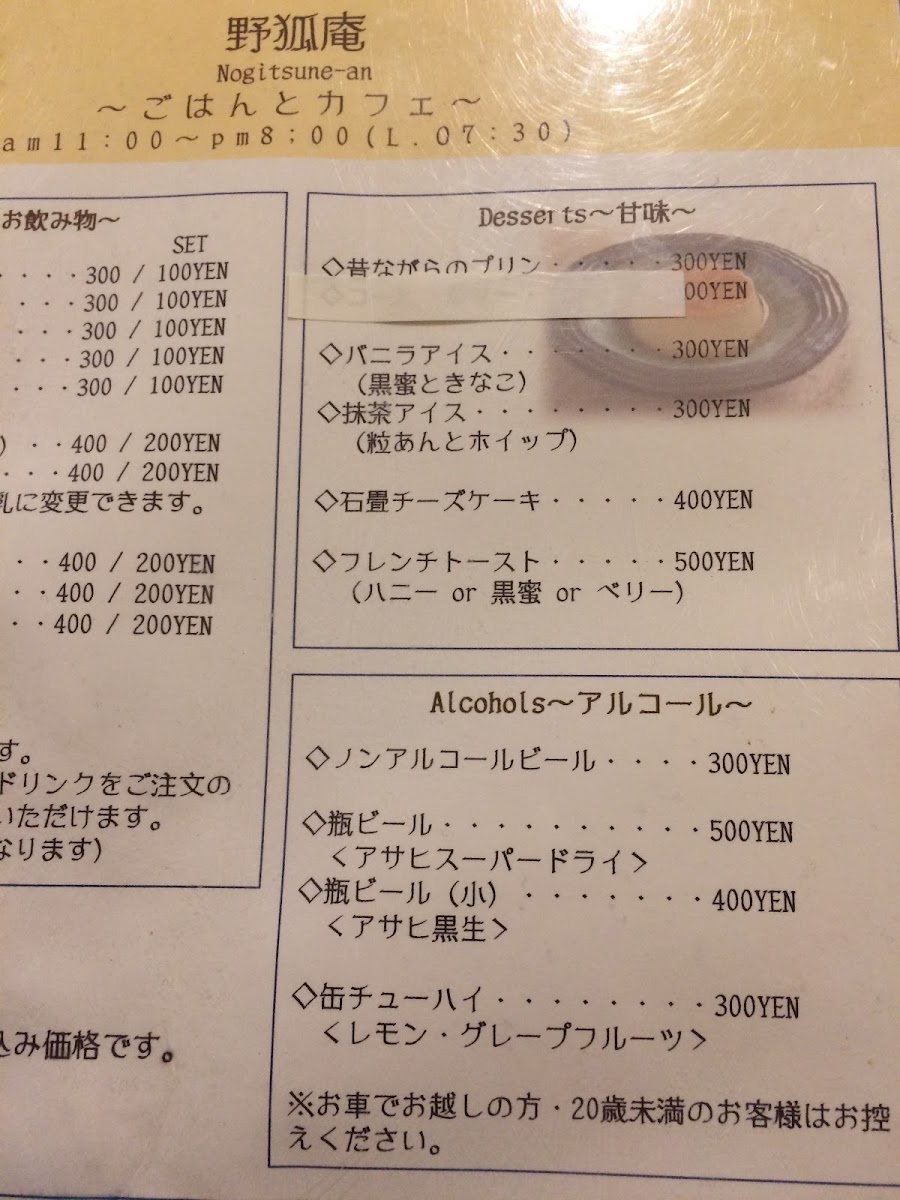 野狐庵
Nogitsune-an
～ごはんとカフェ～
am11：00～pm8；00(L.O7：30)
お飲み物～
SET
・・・・300 / 100YEN
・・・300 / 100YEN
・・・300 / 100YEN
・・・300 / 100YEN
・・・300 / 100YEN
）・・400 / 200YEN
・・・400 / 200YEN
乳に変更できます。
・・400 / 200YEN
・・400 / 200YEN
・・400 / 200YEN
す。
ドリンクをご注文の
いただけます。
なります）
込み価格です。
Desserts～甘味～
◇昔ながらのプリン・・・・・300YEN
00YEN
◇バニラアイス・・・・・・・300YEN
（黒蜜ときなこ）
◇抹茶アイス・・・・・・・・300YEN
（粒あんとホイップ）
◇石畳チーズケーキ・・・・・400YEN
◇フレンチトースト・・・・・500YEN
（ハニー or 黒蜜 or ベリー）
Alcohols～アルコール～
◇ノンアルコールビール・・・・300YEN
◇瓶ビール・・・・・・・・・・500YEN
＜アサヒスーパードライ＞
◇瓶ビール（小）・・・・・・・400YEN
＜アサヒ黒生＞
◇缶チューハイ・・・・・・・・300YEN
＜レモン・グレープフルーツ＞
※お車でお越しの方・20歳未満のお客様はお控
えください。